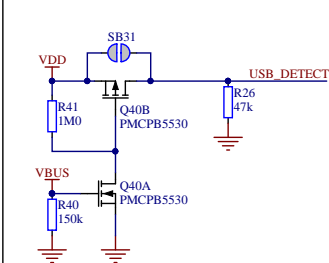 SB31
VDD
USB_DETECT
R41
1M0
Q40B
PMCPB5530
R26
47k
VBUS
Q40A
PMCPB5530
R40
150k